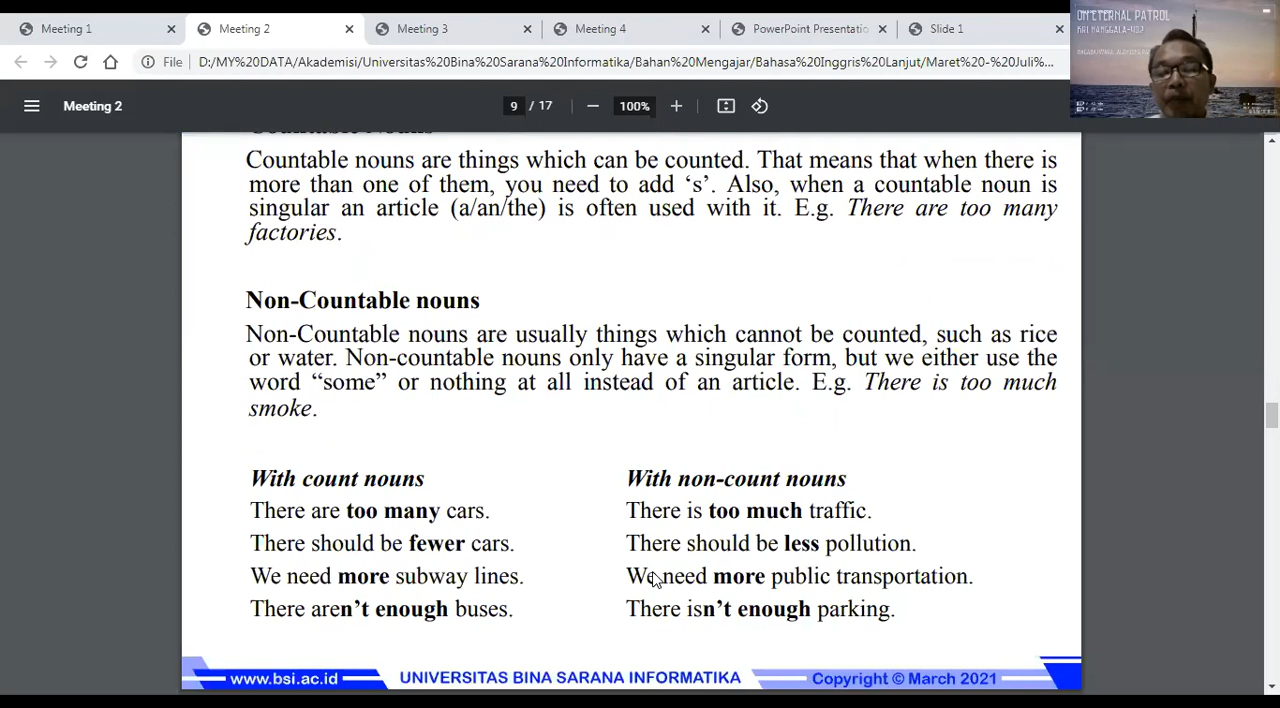 Meeting 1
Meeting 2
Meeting 3
Meeting 4
PowerPoint Presentatio
Slide 1
File
D:/MY%20DATA/Akademisi/Universitas%20Bina%20Sarana%20Informatika/Bahan%20Mengajar/Bahasa%20Inggris%20Lanjut/Maret%20-%20Juli%...
ON ETERNAL PATROL
KRI NANGGALA-402
Meeting 2
9 / 17
100%
Countable Nouns
Countable nouns are things which can be counted. That means that when there is
more than one of them, you need to add ‘s’. Also, when a countable noun is
singular an article (a/an/the) is often used with it. E.g. There are too many
factories.
Non-Countable nouns
Non-Countable nouns are usually things which cannot be counted, such as rice
or water. Non-countable nouns only have a singular form, but we either use the
word “some” or nothing at all instead of an article. E.g. There is too much
smoke.
With count nouns
There are too many cars.
There should be fewer cars.
We need more subway lines.
There aren’t enough buses.
With non-count nouns
There is too much traffic.
There should be less pollution.
We need more public transportation.
There isn’t enough parking.
www.bsi.ac.id
UNIVERSITAS BINA SARANA INFORMATIKA
Copyright © March 2021